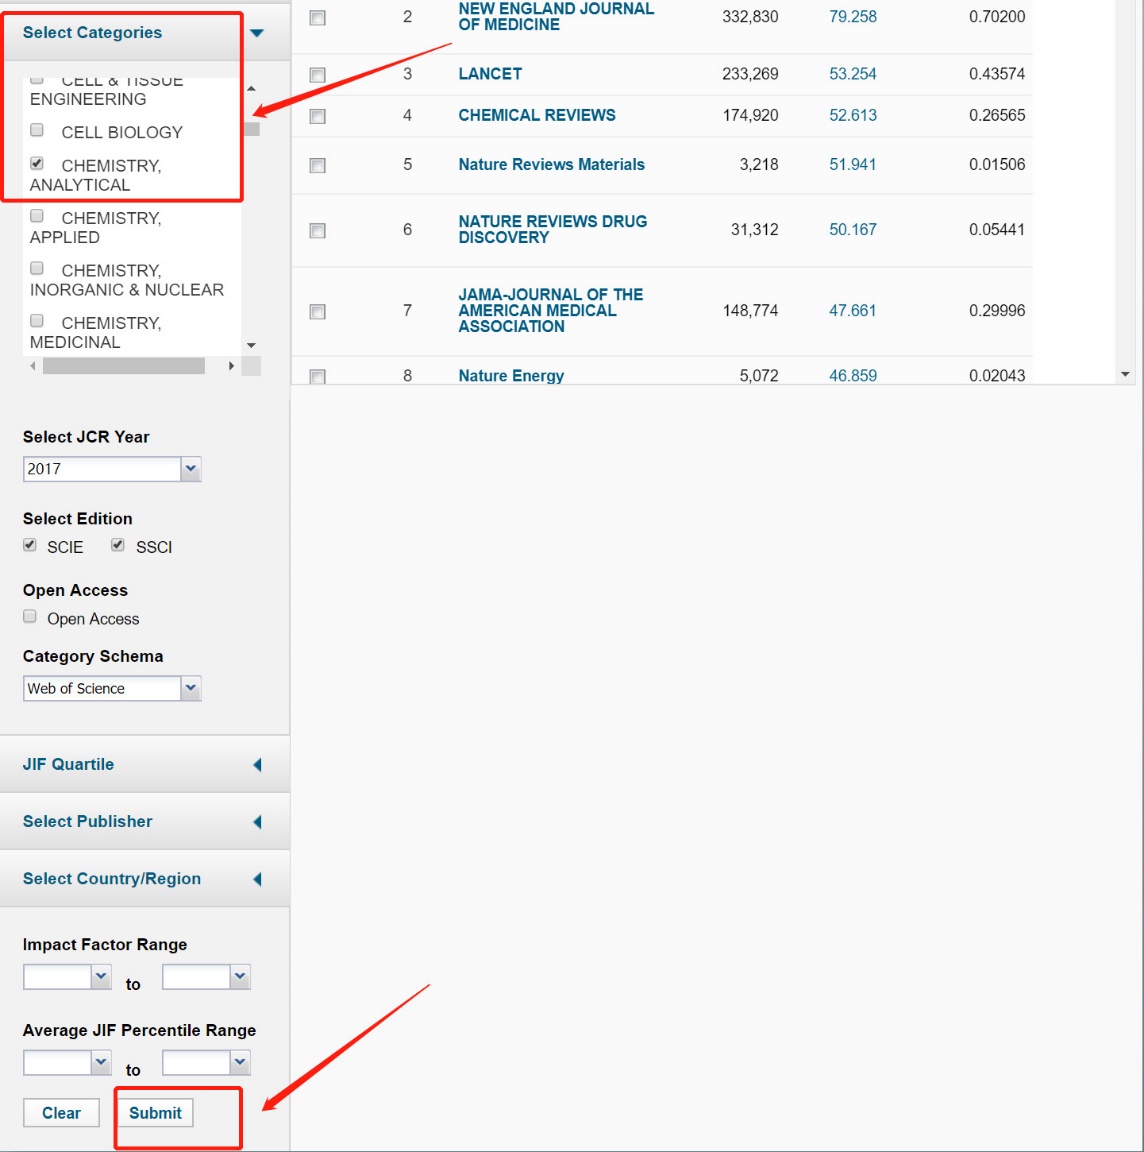 Select Categories
CELL & TISSUE
ENGINEERING
CELL BIOLOGY
CHEMISTRY,
ANALYTICAL
CHEMISTRY,
APPLIED
CHEMISTRY,
INORGANIC & NUCLEAR
CHEMISTRY,
MEDICINAL
Select JCR Year
2017
Select Edition
SCIE SSCI
Open Access
Open Access
Category Schema
Web of Science
JIF Quartile
Select Publisher
Select Country/Region
Impact Factor Range
to
Average JIF Percentile Range
to
Clear Submit
2 NEW ENGLAND JOURNAL 332,830 79.258 0.70200
OF MEDICINE
3 LANCET 233,269 53.254 0.43574
4 CHEMICAL REVIEWS 174,920 52.613 0.26565
5 Nature Reviews Materials 3,218 51.941 0.01506
6 NATURE REVIEWS DRUG 31,312 50.167 0.05441
DISCOVERY
JAMA-JOURNAL OF THE
7 AMERICAN MEDICAL 148,774 47.661 0.29996
ASSOCIATION
8 Nature Energy 5,072 46.859 0.02043